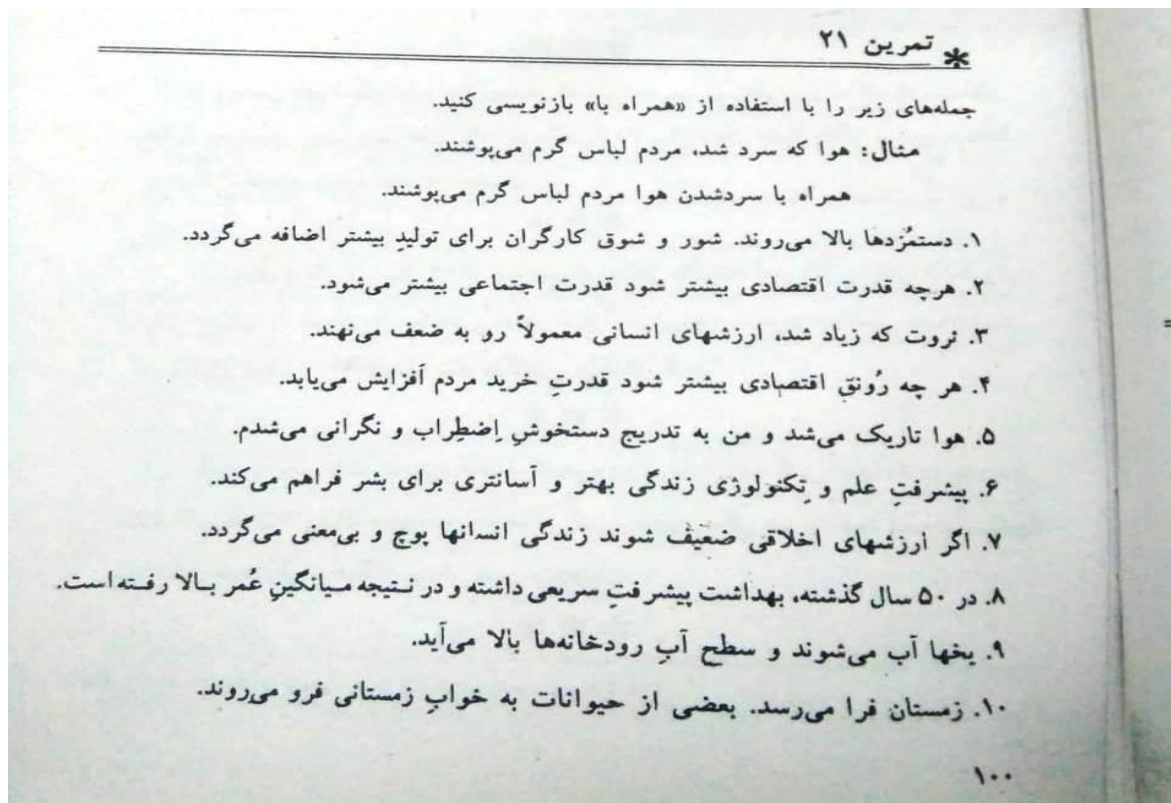 * تمرین ۲۱
جمله‌های زیر را با استفاده از «همراه با» بازنویسی کنید.
مثال: هوا که سرد شد، مردم لباس گرم می‌پوشند.
همراه با سردشدن هوا مردم لباس گرم می‌پوشند.
۱. دستمُزدها بالا می‌روند. شور و شوق کارگران برای تولیدِ بیشتر اضافه می‌گردد.
۲. هرچه قدرت اقتصادی بیشتر شود قدرت اجتماعی بیشتر می‌شود.
۳. ثروت که زیاد شد، ارزشهای انسانی معمولاً رو به ضعف می‌نهند.
۴. هر چه رُونقِ اقتصادی بیشتر شود قدرتِ خرید مردم اَفزایش می‌یابد.
۵. هوا تاریک می‌شد و من به تدریج دستخوشِ اِضطِراب و نگرانی می‌شدم.
۶. پیشرفتِ علم و تِکنولوژی زندگی بهتر و آسانتری برای بشر فراهم می‌کند.
۷. اگر ارزشهای اخلاقی ضعیف شوند زندگی انسانها پوچ و بی‌معنی می‌گردد.
۸. در ۵۰ سال گذشته، بهداشت پیشرفتِ سریعی داشته و در نتیجه میانگینِ عُمر بالا رفته است.
۹. یخها آب می‌شوند و سطح آبِ رودخانه‌ها بالا می‌آید.
۱۰. زمستان فرا می‌رسد. بعضی از حیوانات به خوابِ زمستانی فرو می‌روند.
۱۰۰